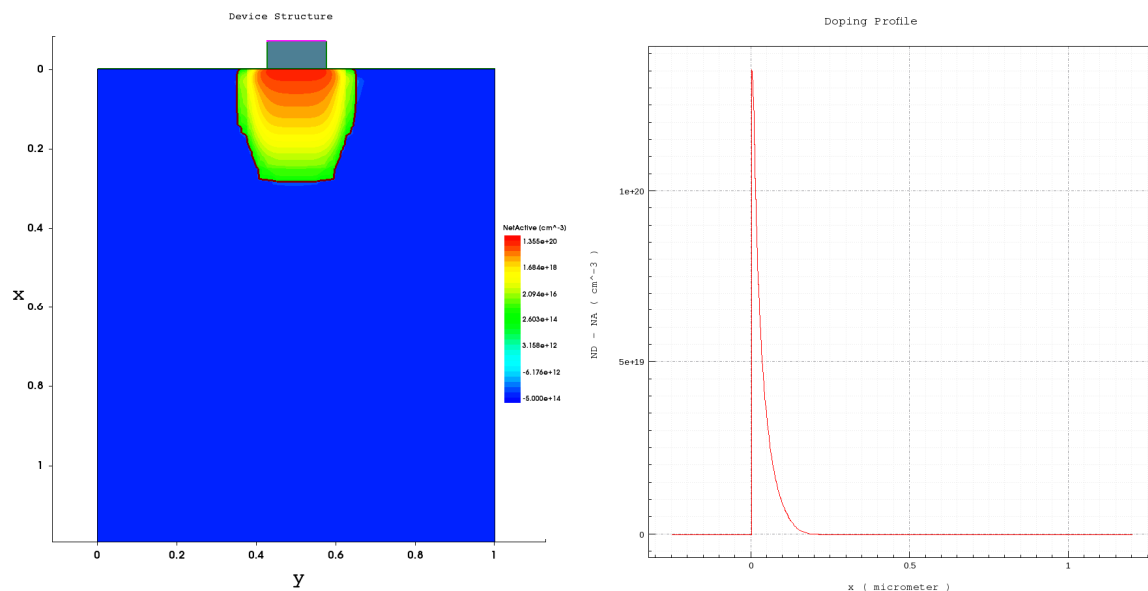 Device Structure
0
0.2
0.4
0.6
0.8
1
x
0
0.2
0.4
0.6
0.8
1
y
NetActive (cm^-3)
1.355e+20
1.684e+18
2.094e+16
2.603e+14
3.158e+12
-6.176e+12
-5.000e+14
Doping Profile
1e+20
5e+19
0
ND - NA ( cm^-3 )
0
0.5
1
x ( micrometer )